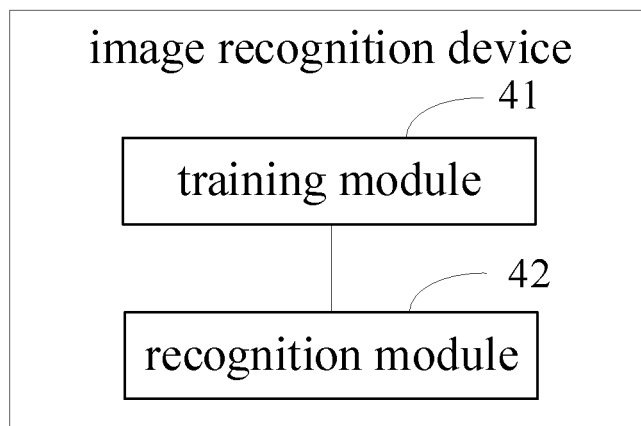 image recognition device
41
training module
42
recognition module